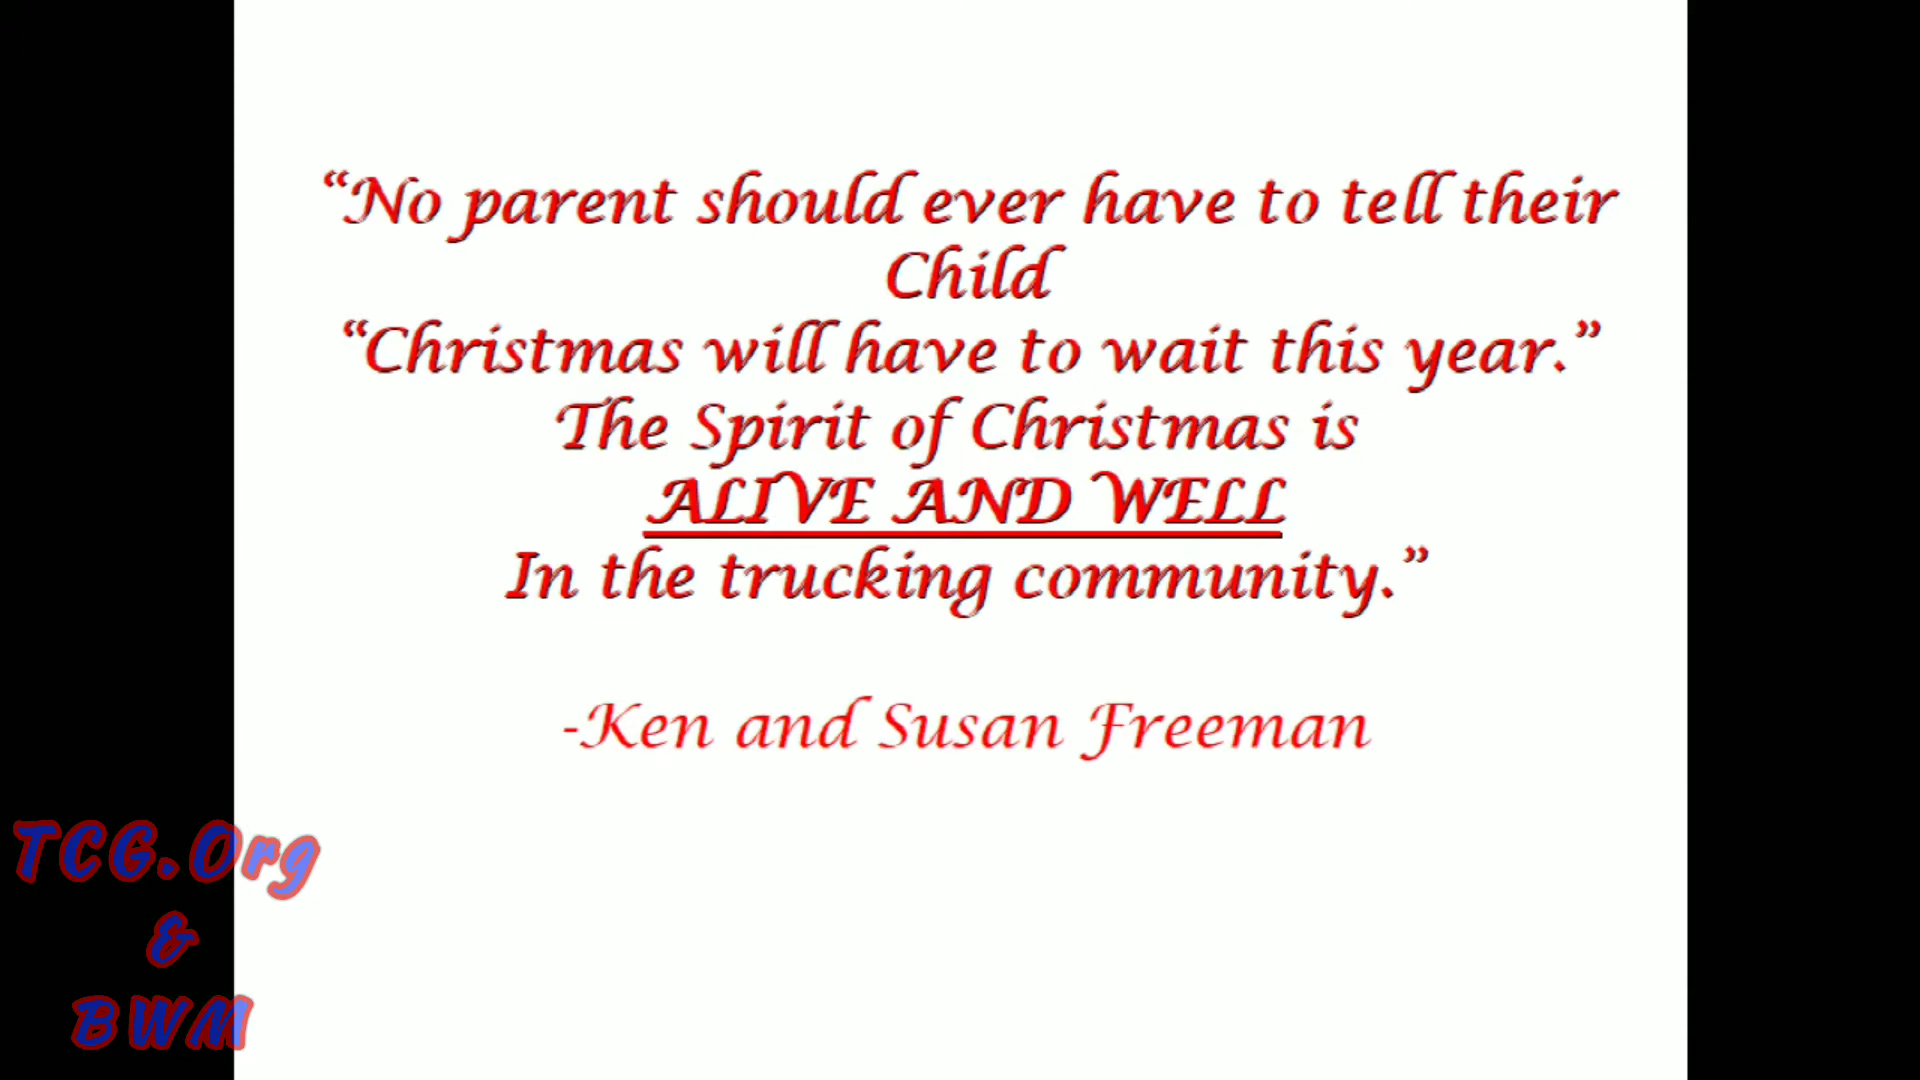 “No parent should ever have to tell their
Child
“Christmas will have to wait this year.”
The Spirit of Christmas is
ALIVE AND WELL
In the trucking community.”
-Ken and Susan Freeman
TCG.Org
&
BWM